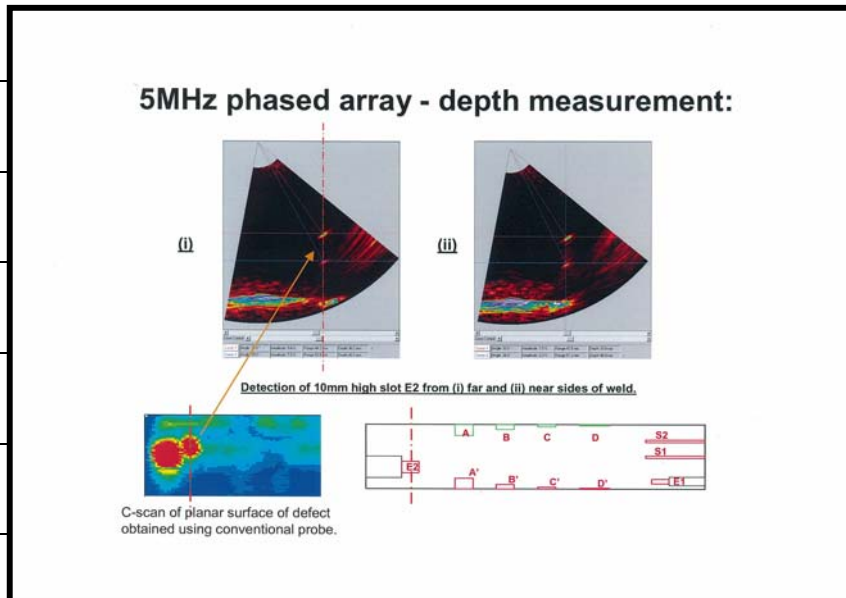 5MHz phased array - depth measurement:
(i)
(ii)
Detection of 10mm high slot E2 from (i) far and (ii) near sides of weld.
A
B
C
D
S2
S1
E2
A'
B'
C'
D'
E1
C-scan of planar surface of defect
obtained using conventional probe.